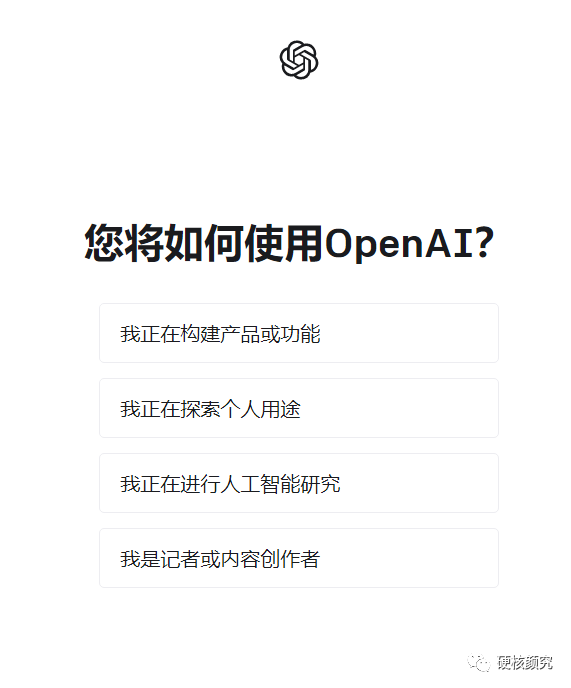 您将如何使用OpenAI?
我正在构建产品或功能
我正在探索个人用途
我正在进行人工智能研究
我是记者或内容创作者
硬核颜究